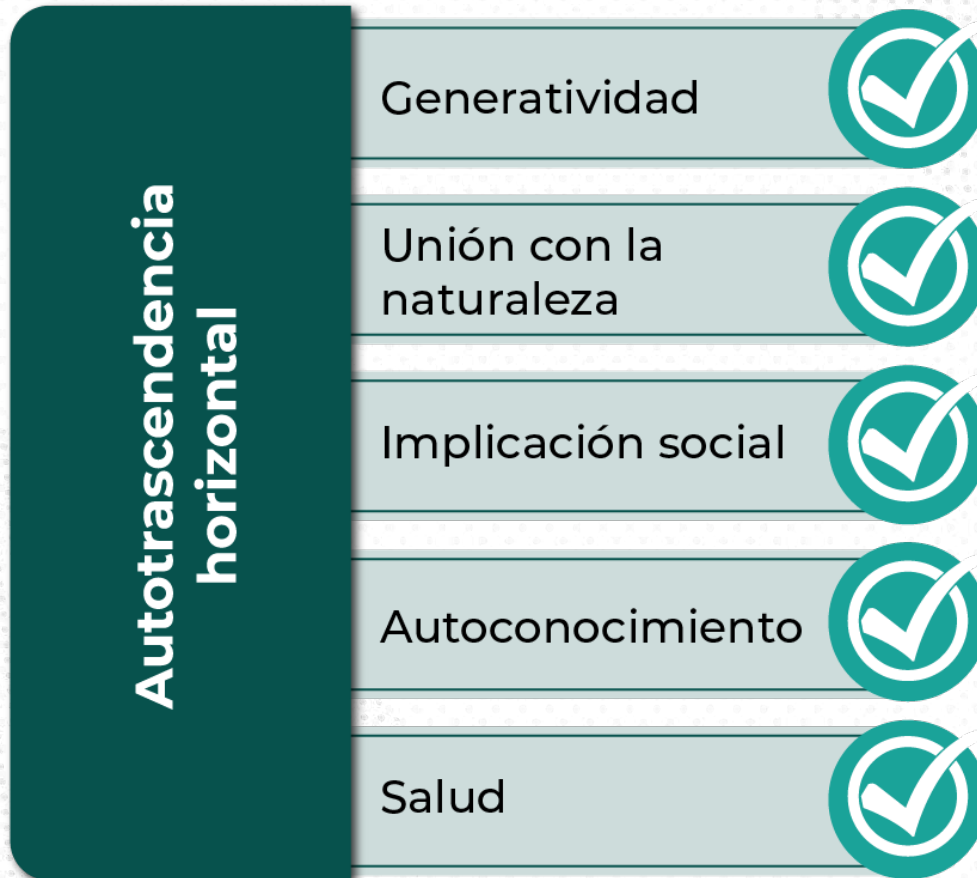 Autotrascendencia
horizontal
Generatividad
Unión con la
naturaleza
Implicación social
Autoconocimiento
Salud